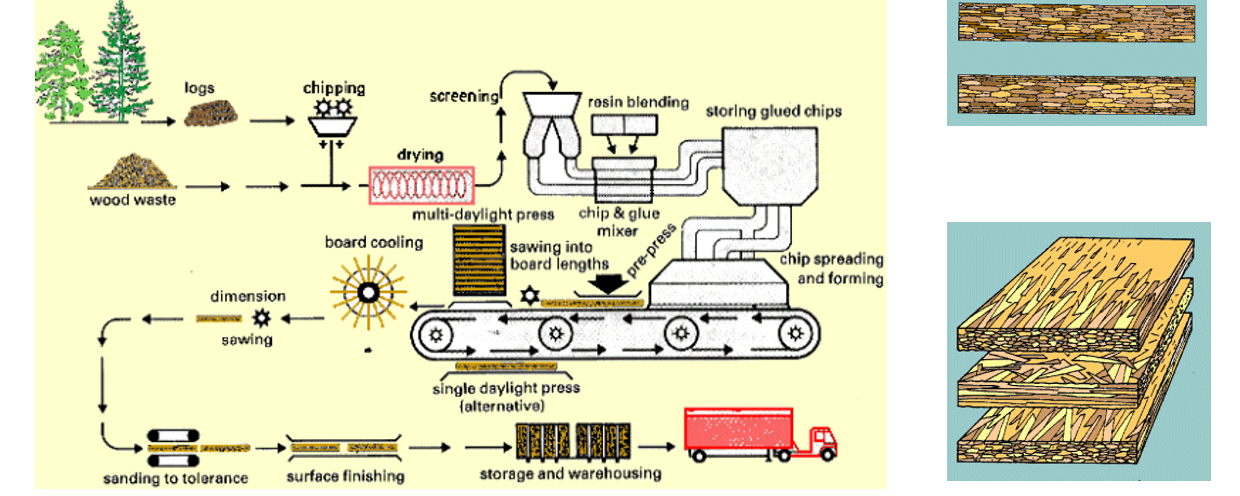 logs
chipping
screening
resin blending
storing glued chips
drying
wood waste
chip & glue
mixer
multi-daylight press
board cooling
sawing into
board lengths
pre-press
chip spreading
and forming
dimension
sawing
single daylight press
(alternative)
sanding to tolerance
surface finishing
storage and warehousing